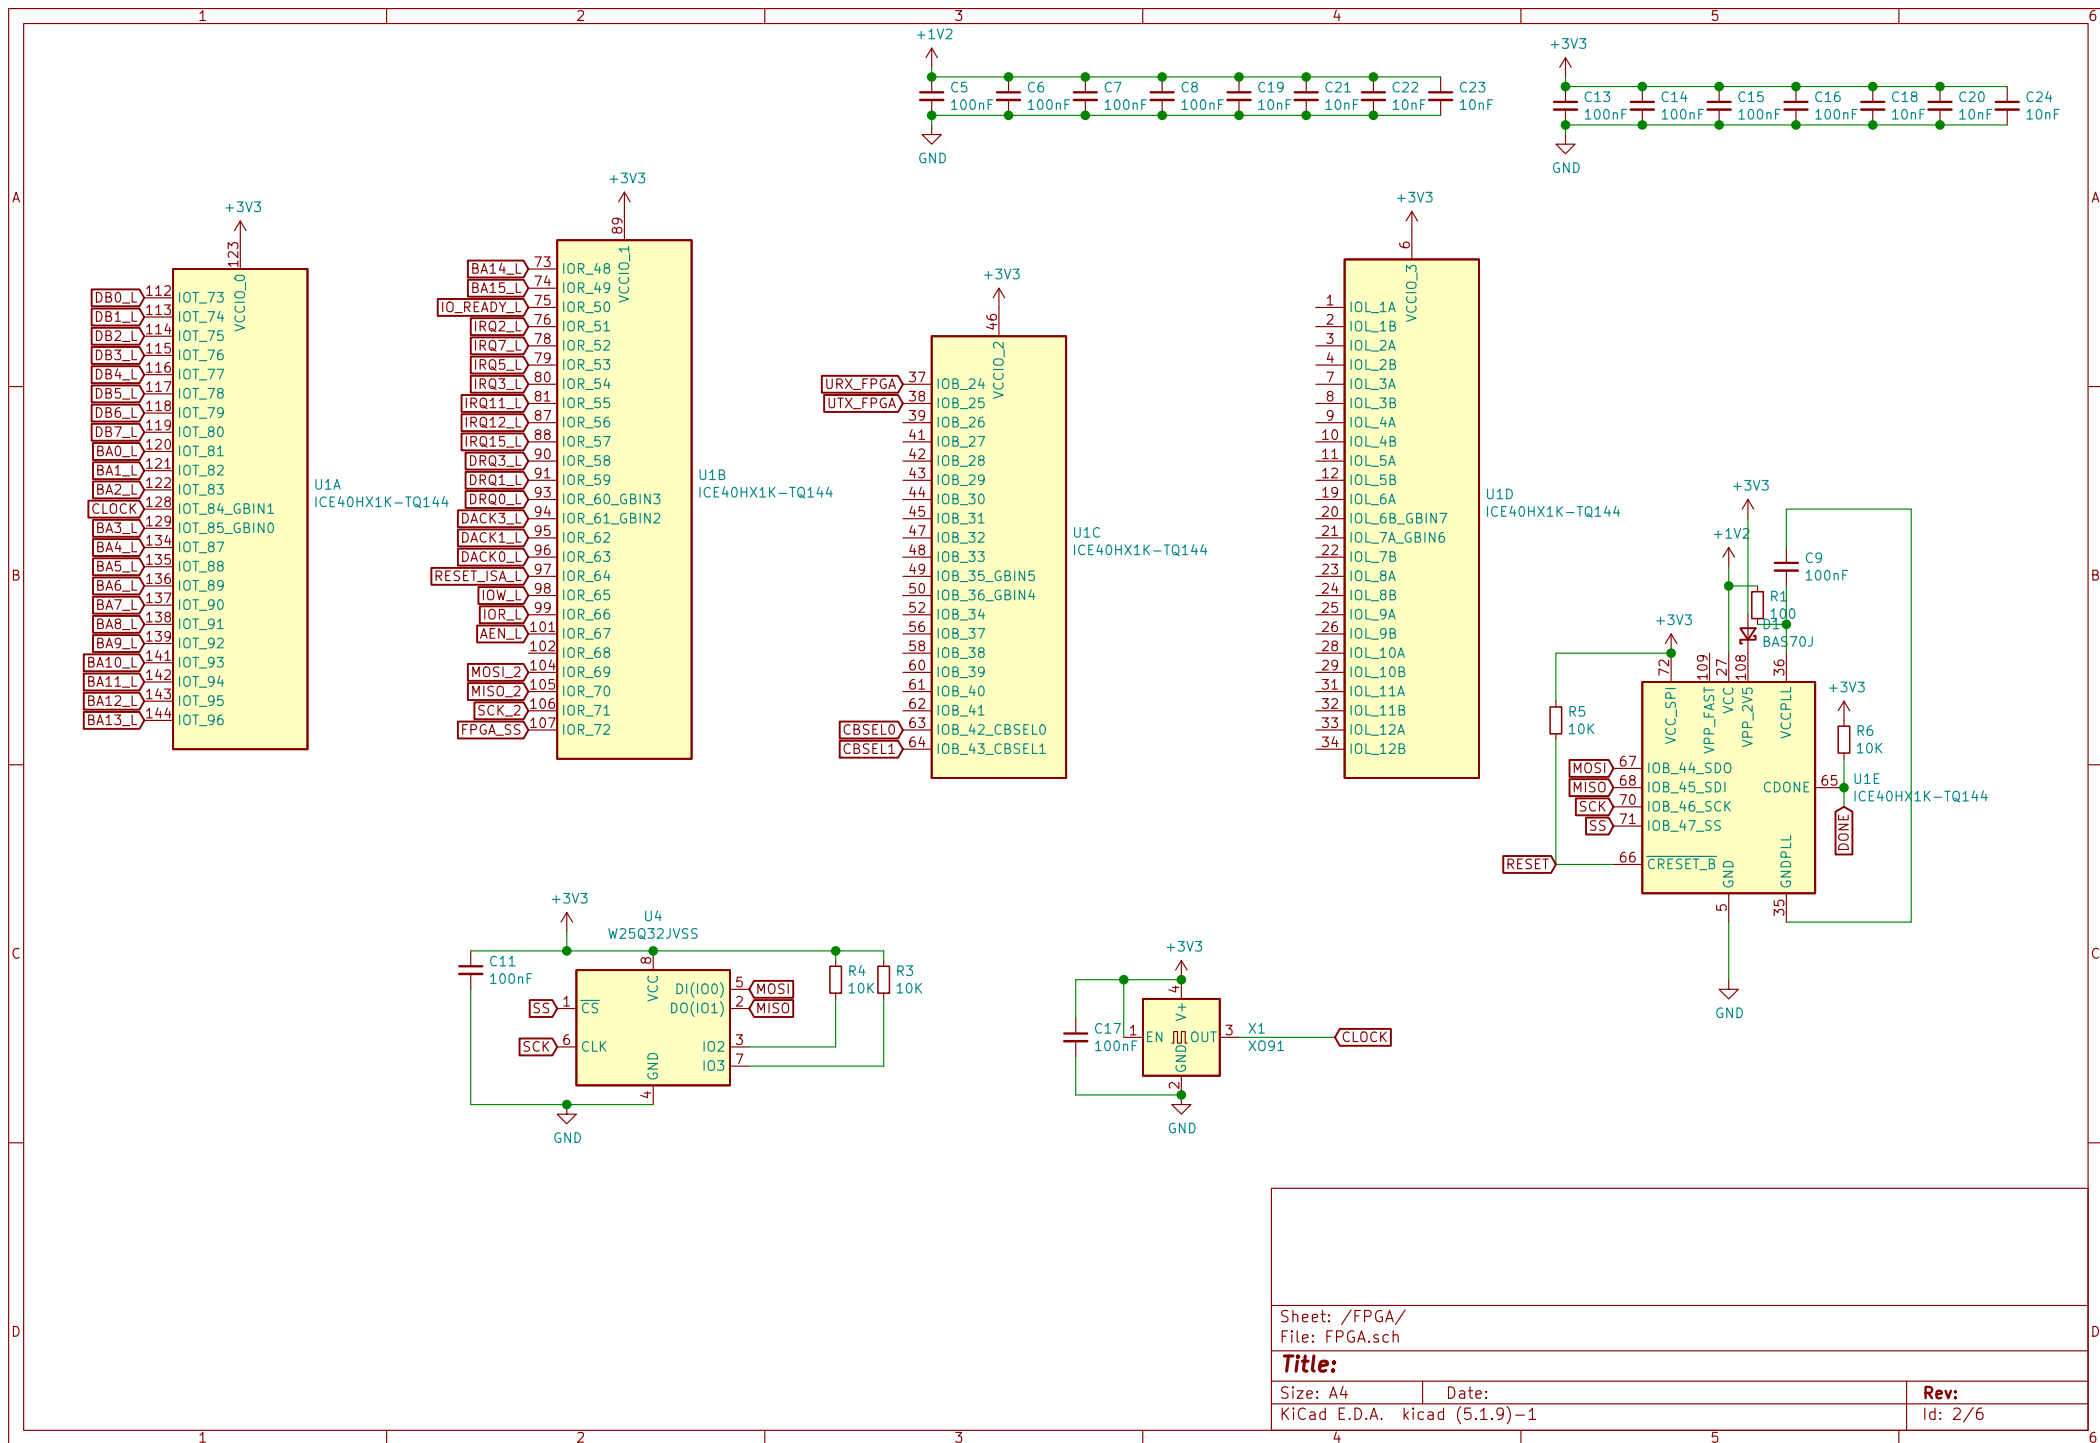 1 2 3 4 5 6
+1V2
C5 100nF
C6 100nF
C7 100nF
C8 100nF
C19 10nF
C21 10nF
C22 10nF
C23 10nF
GND
+3V3
C13 100nF
C14 100nF
C15 100nF
C16 100nF
C18 10nF
C20 10nF
C24 10nF
GND
A A
B B
C C
D D
+3V3
123 VCCIO_0
DB0_L 112 IOT_73
DB1_L 113 IOT_74
DB2_L 114 IOT_75
DB3_L 115 IOT_76
DB4_L 116 IOT_77
DB5_L 117 IOT_78
DB6_L 118 IOT_79
DB7_L 119 IOT_80
BA0_L 120 IOT_81
BA1_L 121 IOT_82
BA2_L 122 IOT_83
CLOCK 128 IOT_84_GBIN1
BA3_L 129 IOT_85_GBIN0
BA4_L 134 IOT_87
BA5_L 135 IOT_88
BA6_L 136 IOT_89
BA7_L 137 IOT_90
BA8_L 138 IOT_91
BA9_L 139 IOT_92
BA10_L 141 IOT_93
BA11_L 142 IOT_94
BA12_L 143 IOT_95
BA13_L 144 IOT_96
U1A
ICE40HX1K-TQ144
+3V3
89 VCCIO_1
BA14_L 73 IOR_48
BA15_L 74 IOR_49
IO_READY_L 75 IOR_50
IRQ2_L 76 IOR_51
IRQ7_L 78 IOR_52
IRQ5_L 79 IOR_53
IRQ3_L 80 IOR_54
IRQ11_L 81 IOR_55
IRQ12_L 87 IOR_56
IRQ15_L 88 IOR_57
DRQ3_L 90 IOR_58
DRQ1_L 91 IOR_59
DRQ0_L 93 IOR_60_GBIN3
DACK3_L 94 IOR_61_GBIN2
DACK1_L 95 IOR_62
DACK0_L 96 IOR_63
RESET_ISA_L 97 IOR_64
IOW_L 98 IOR_65
IOR_L 99 IOR_66
AEN_L 101 IOR_67
102 IOR_68
MOSI_2 104 IOR_69
MISO_2 105 IOR_70
SCK_2 106 IOR_71
FPGA_SS 107 IOR_72
U1B
ICE40HX1K-TQ144
+3V3
46 VCCIO_2
URX_FPGA 37 IOB_24
UTX_FPGA 38 IOB_25
39 IOB_26
41 IOB_27
42 IOB_28
43 IOB_29
44 IOB_30
45 IOB_31
47 IOB_32
48 IOB_33
49 IOB_35_GBIN5
50 IOB_36_GBIN4
52 IOB_34
56 IOB_37
58 IOB_38
60 IOB_39
61 IOB_40
62 IOB_41
CBSEL0 63 IOB_42_CBSEL0
CBSEL1 64 IOB_43_CBSEL1
U1C
ICE40HX1K-TQ144
+3V3
6 VCCIO_3
1 IOL_1A
2 IOL_1B
3 IOL_2A
4 IOL_2B
7 IOL_3A
8 IOL_3B
9 IOL_4A
10 IOL_4B
11 IOL_5A
12 IOL_5B
19 IOL_6A
20 IOL_6B_GBIN7
21 IOL_7A_GBIN6
22 IOL_7B
23 IOL_8A
24 IOL_8B
25 IOL_9A
26 IOL_9B
28 IOL_10A
29 IOL_10B
31 IOL_11A
32 IOL_11B
33 IOL_12A
34 IOL_12B
U1D
ICE40HX1K-TQ144
+3V3
+1V2
C9
100nF
R1
100
D1
BAS70J
+3V3
72 VCC_SPI
109 VPP_FAST
27 VCC
108 VPP_2V5
36 VCCPLL
R5
10K
+3V3
R6
10K
MOSI 67 IOB_44_SDO
MISO 68 IOB_45_SDI
SCK 70 IOB_46_SCK
SS 71 IOB_47_SS
RESET 66 CRESET_B
CDONE 65
DONE
U1E
ICE40HX1K-TQ144
GND 5
GNDPLL 35
GND
+3V3
U4
W25Q32JVSS
C11
100nF
8 VCC
SS 1 CS
SCK 6 CLK
DI(IO0) 5 MOSI
DO(IO1) 2 MISO
IO2 3
IO3 7
GND 4
R4
10K
R3
10K
GND
+3V3
4 V+
C17
100nF
1 EN
OUT 3
GND 2
X1
XO91
CLOCK
GND
Sheet: /FPGA/
File: FPGA.sch
Title:
Size: A4 Date: Rev:
KiCad E.D.A. kicad (5.1.9)-1 Id: 2/6
1 2 3 4 5 6